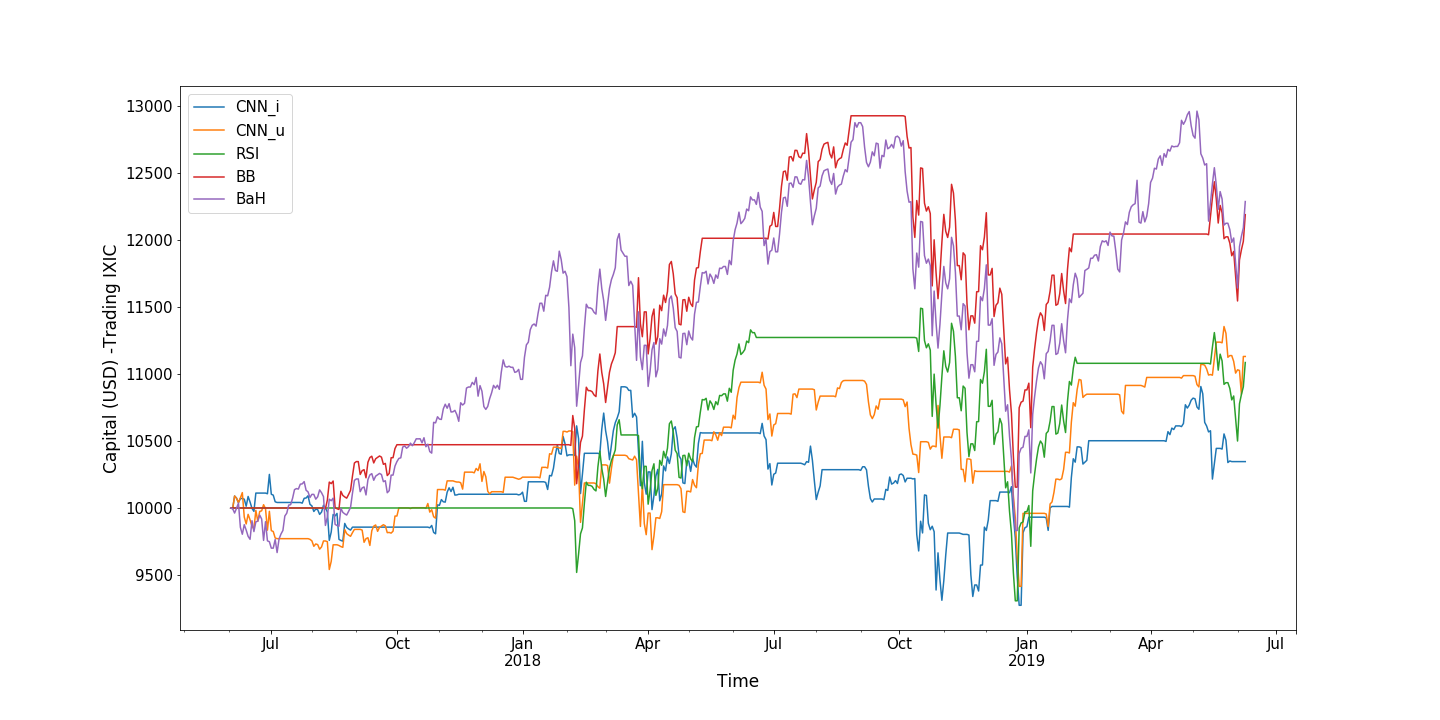 Capital (USD) -Trading IXIC
13000
12500
12000
11500
11000
10500
10000
9500
CNN_i
CNN_u
RSI
BB
BaH
Jul Oct Jan Apr Jul Oct Jan Apr Jul
2018 2019
Time